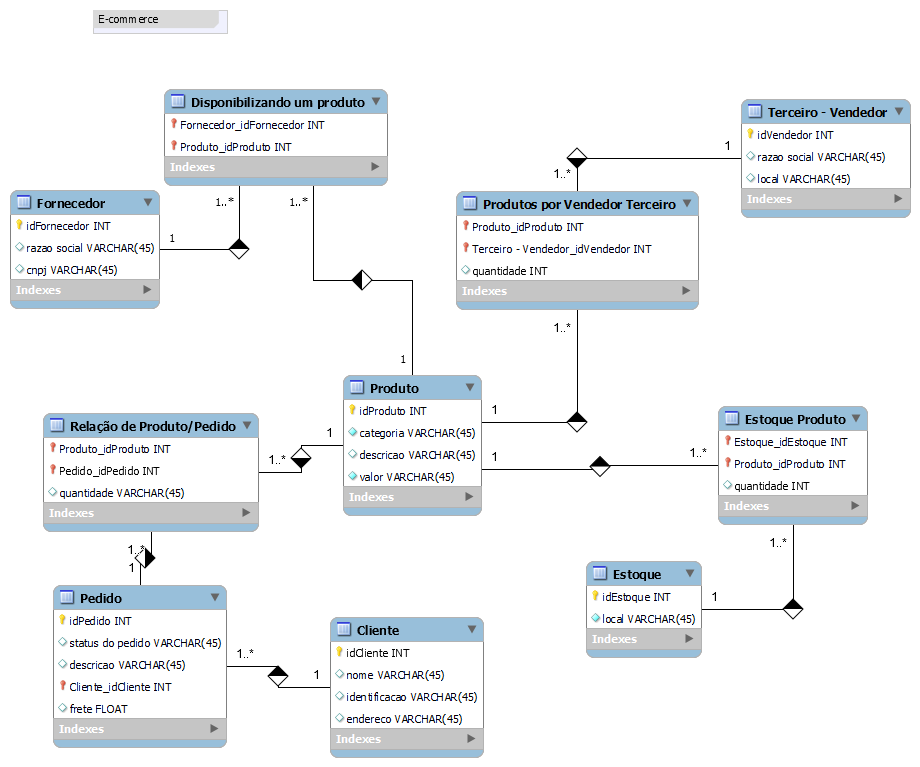 E-commerce
Disponibilizando um produto
Fornecedor_idFornecedor INT
Produto_idProduto INT
Indexes
Terceiro - Vendedor
idVendedor INT
razao social VARCHAR(45)
local VARCHAR(45)
Indexes
1
1..*
Fornecedor
idFornecedor INT
razao social VARCHAR(45)
cnpj VARCHAR(45)
Indexes
1..*
1..*
1
Produtos por Vendedor Terceiro
Produto_idProduto INT
Terceiro - Vendedor_idVendedor INT
quantidade INT
Indexes
1..*
1
Produto
idProduto INT
categoria VARCHAR(45)
descricao VARCHAR(45)
valor VARCHAR(45)
Indexes
1
1
1
1..*
Relação de Produto/Pedido
Produto_idProduto INT
Pedido_idPedido INT
quantidade VARCHAR(45)
Indexes
1..*
Estoque Produto
Estoque_idEstoque INT
Produto_idProduto INT
quantidade INT
Indexes
1..*
1..*
1
Estoque
idEstoque INT
local VARCHAR(45)
Indexes
1
Pedido
idPedido INT
status do pedido VARCHAR(45)
descricao VARCHAR(45)
Cliente_idCliente INT
frete FLOAT
Indexes
1..*
1
Cliente
idCliente INT
nome VARCHAR(45)
identificacao VARCHAR(45)
endereco VARCHAR(45)
Indexes